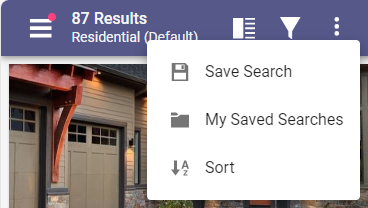 87 Results
Residential (Default)
Save Search
My Saved Searches
Sort